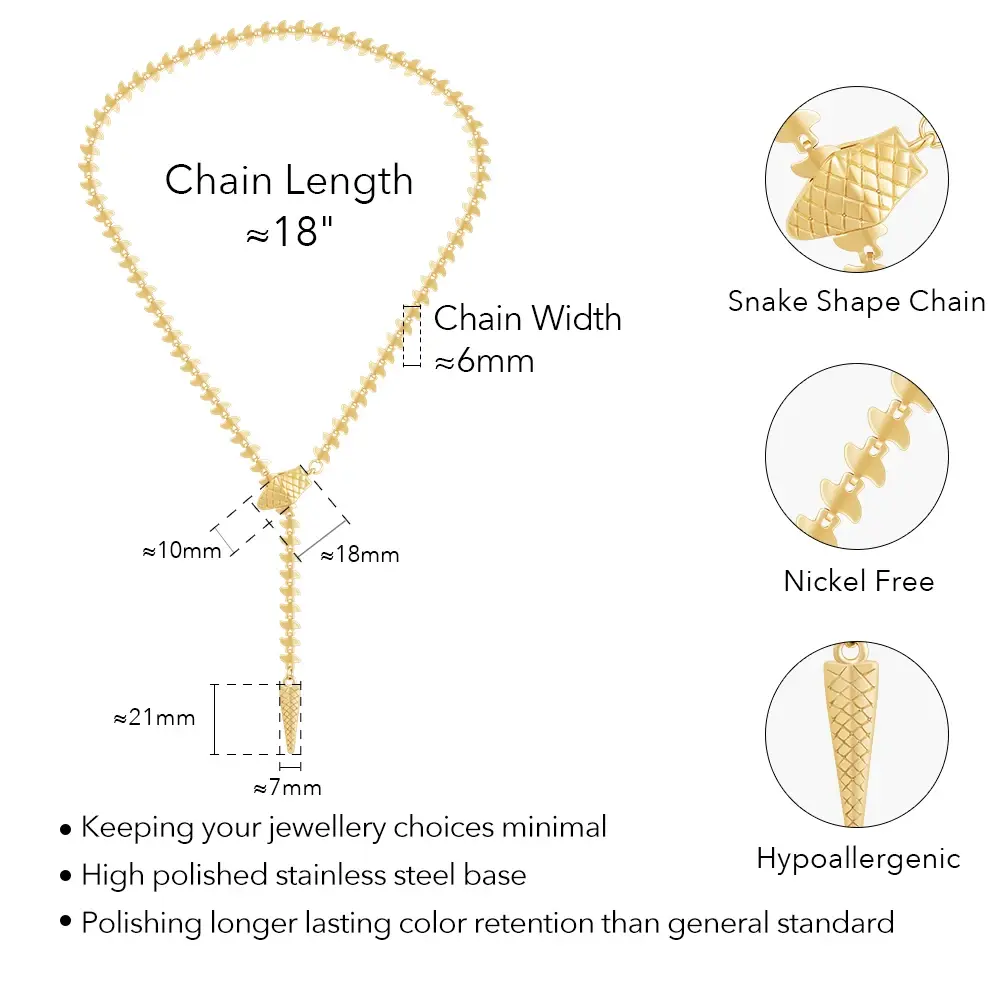 Chain Length
≈18"
Chain Width
≈6mm
≈10mm
≈18mm
≈21mm
≈7mm
Snake Shape Chain
Nickel Free
Hypoallergenic
• Keeping your jewellery choices minimal
• High polished stainless steel base
• Polishing longer lasting color retention than general standard